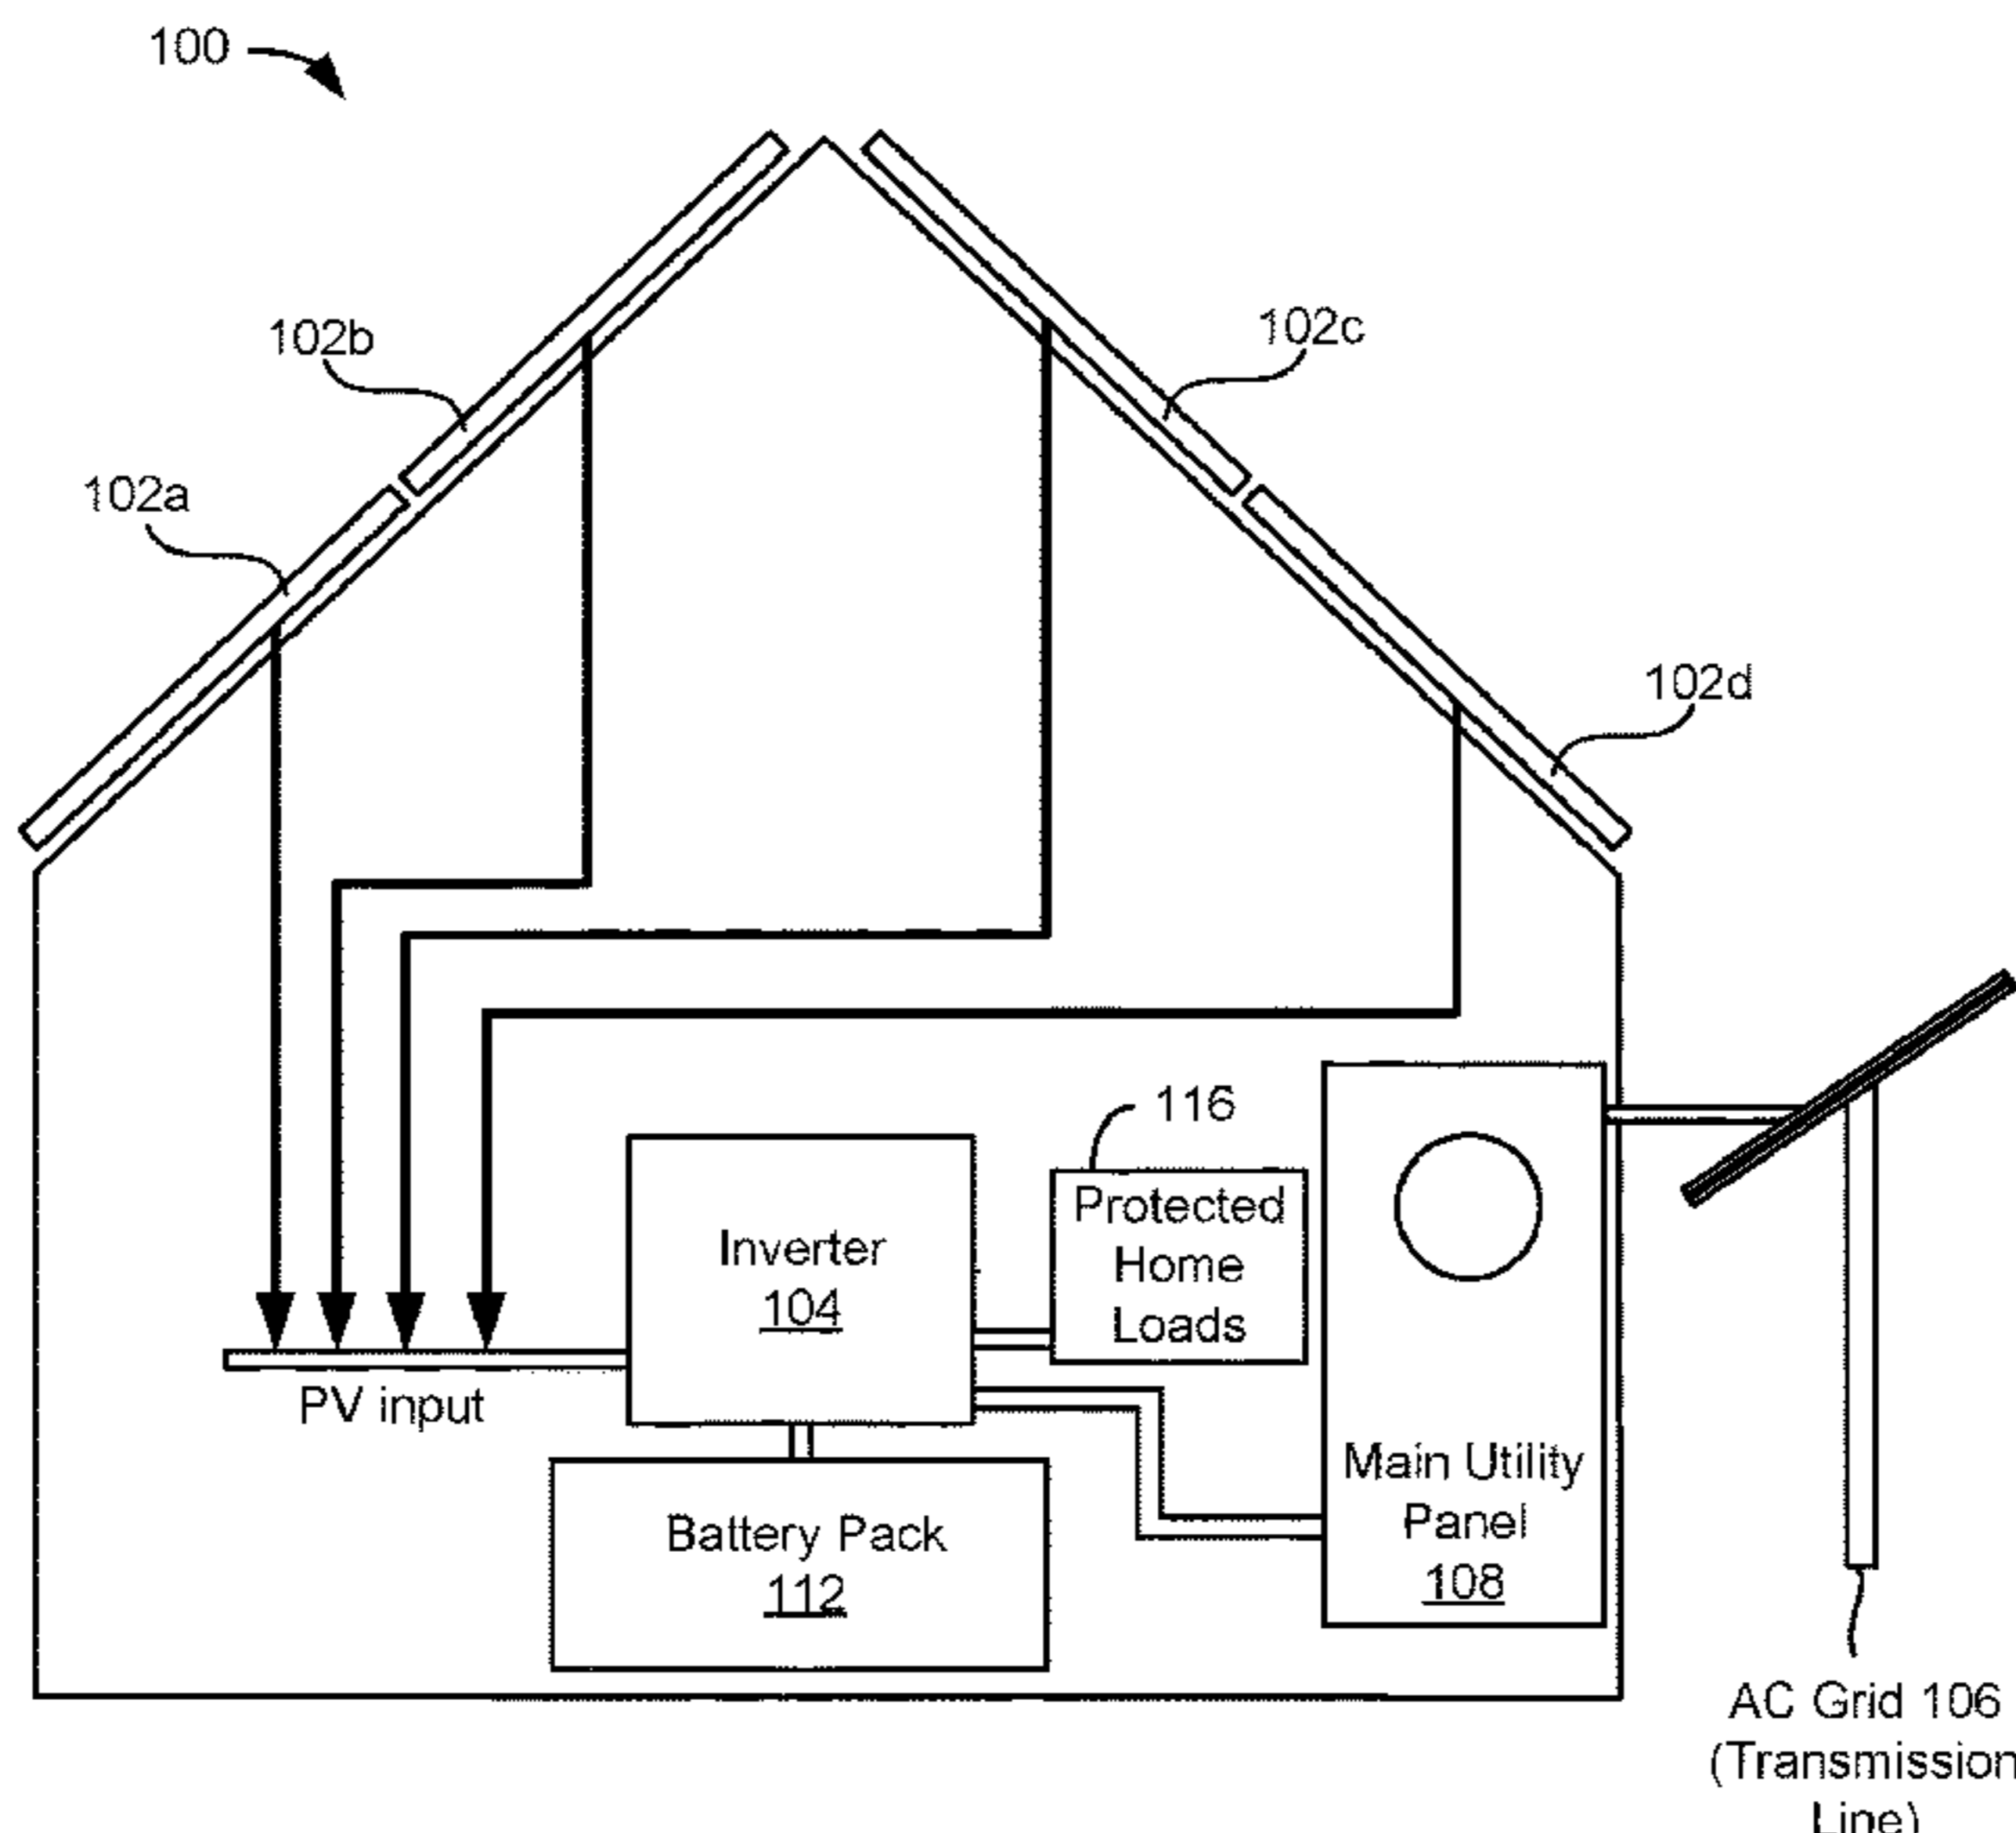 100
102b
102c
102a
102d
116
Protected
Home
Loads
Inverter
104
PV input
Main Utility
Panel
108
Battery Pack
112
AC Grid 106
(Transmission
Line)